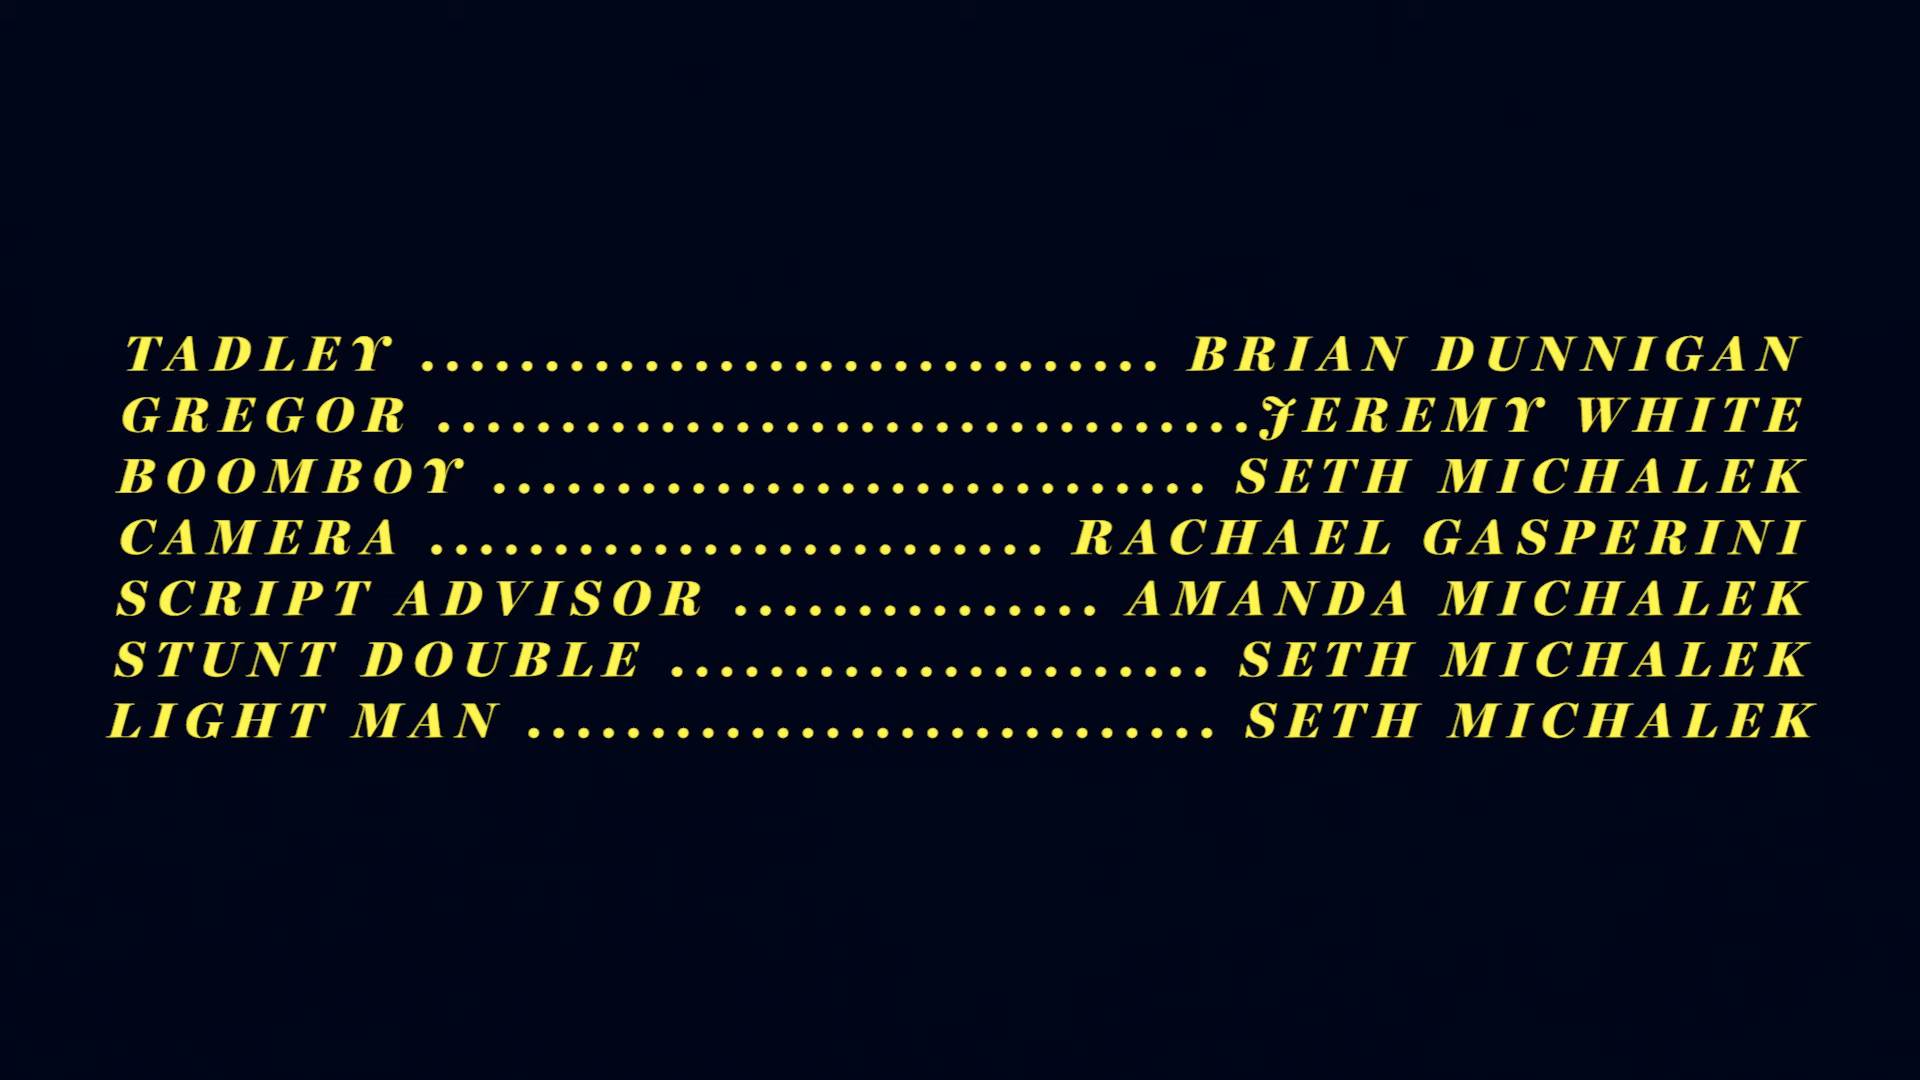 TADLEY .............................. BRIAN DUNNIGAN
GREGOR .................................JEREMY WHITE
BOOMBOY ............................. SETH MICHALEK
CAMERA ......................... RACHAEL GASPERINI
SCRIPT ADVISOR ............... AMANDA MICHALEK
STUNT DOUBLE ...................... SETH MICHALEK
LIGHT MAN ............................ SETH MICHALEK